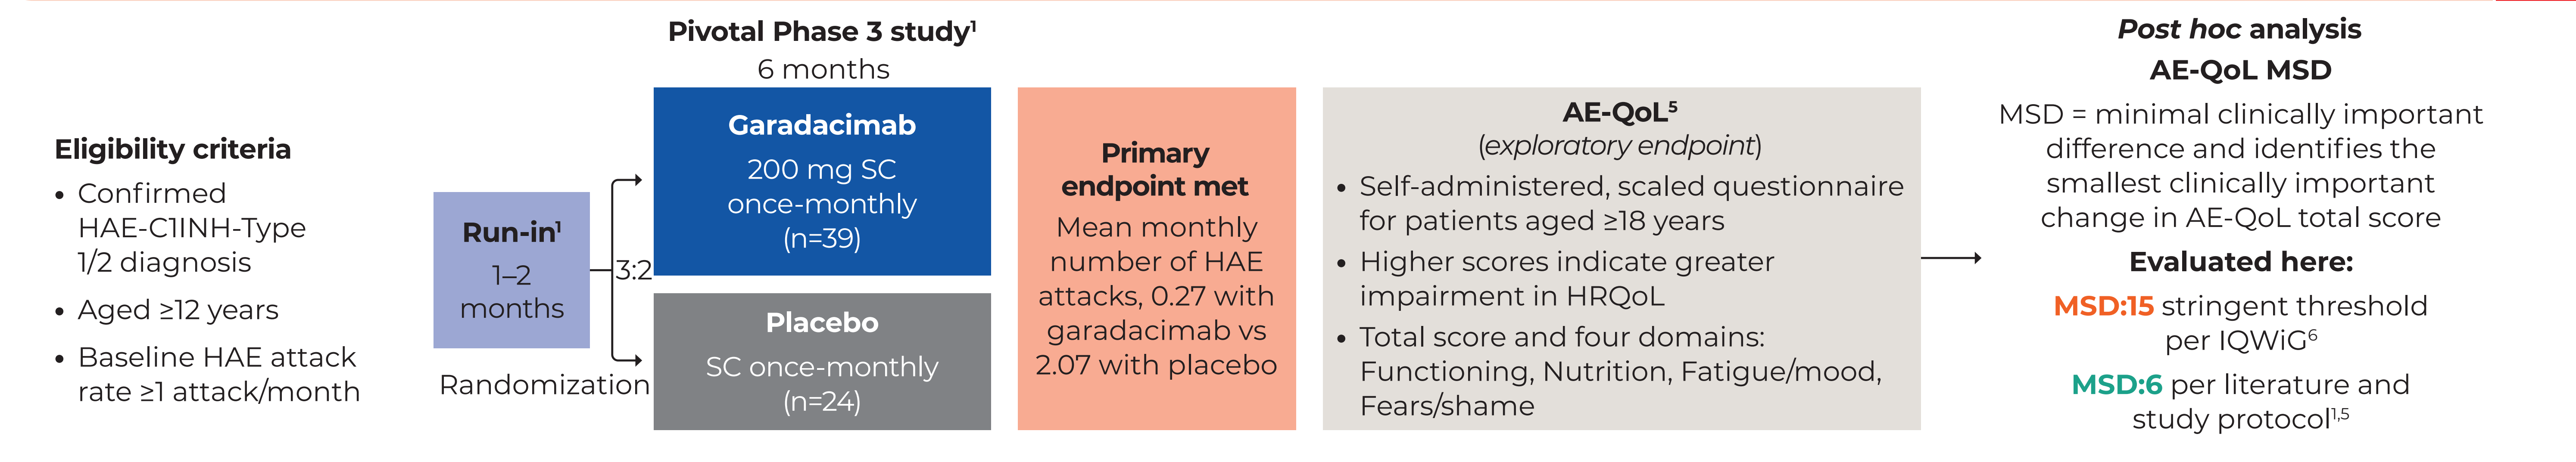 Eligibility criteria
• Confirmed
HAE-C1INH-Type
1/2 diagnosis
• Aged ≥12 years
• Baseline HAE attack
rate ≥1 attack/month
Run-in¹
1–2
months
3:2
Randomization
Pivotal Phase 3 study¹
6 months
Garadacimab
200 mg SC
once-monthly
(n=39)
Placebo
SC once-monthly
(n=24)
Primary
endpoint met
Mean monthly
number of HAE
attacks, 0.27 with
garadacimab vs
2.07 with placebo
AE-QoL⁵
(exploratory endpoint)
• Self-administered, scaled questionnaire
for patients aged ≥18 years
• Higher scores indicate greater
impairment in HRQoL
• Total score and four domains:
Functioning, Nutrition, Fatigue/mood,
Fears/shame
Post hoc analysis
AE-QoL MSD
MSD = minimal clinically important
difference and identifies the
smallest clinically important
change in AE-QoL total score
Evaluated here:
MSD:15 stringent threshold
per IQWiG⁶
MSD:6 per literature and
study protocol¹,⁵